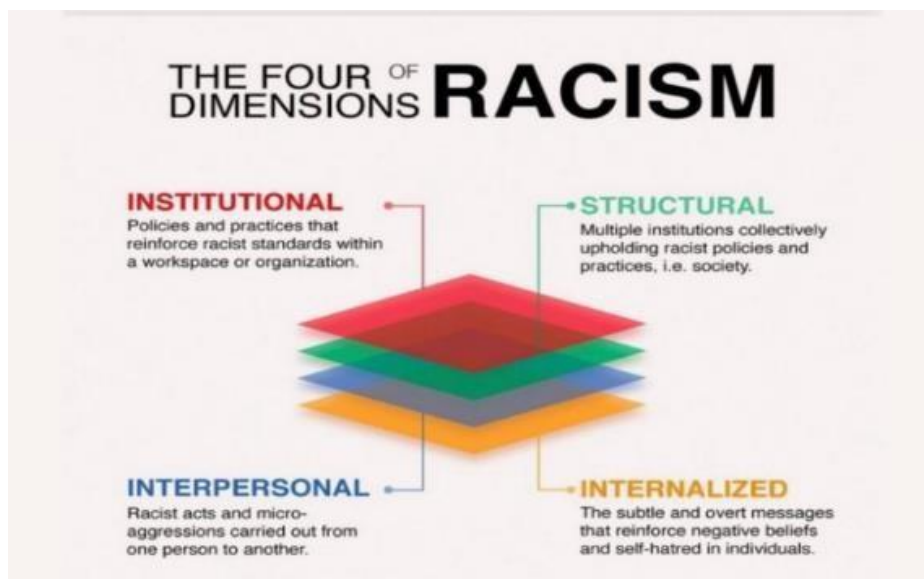 THE FOUR OF
DIMENSIONS RACISM
INSTITUTIONAL
Policies and practices that
reinforce racist standards within
a workspace or organization.
STRUCTURAL
Multiple institutions collectively
upholding racist policies and
practices, i.e. society.
INTERPERSONAL
Racist acts and micro-
aggressions carried out from
one person to another.
INTERNALIZED
The subtle and overt messages
that reinforce negative beliefs
and self-hatred in individuals.